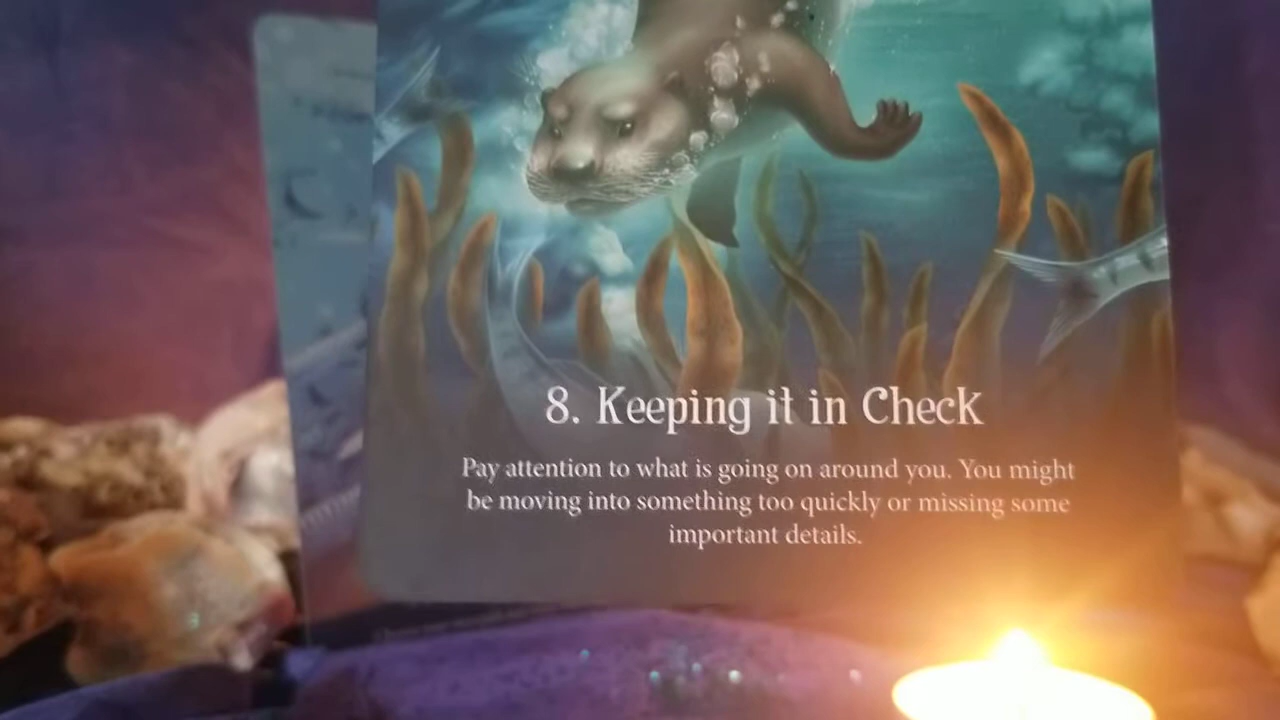 8. Keeping it in Check
Pay attention to what is going on around you. You might
be moving into something too quickly or missing some
important details.